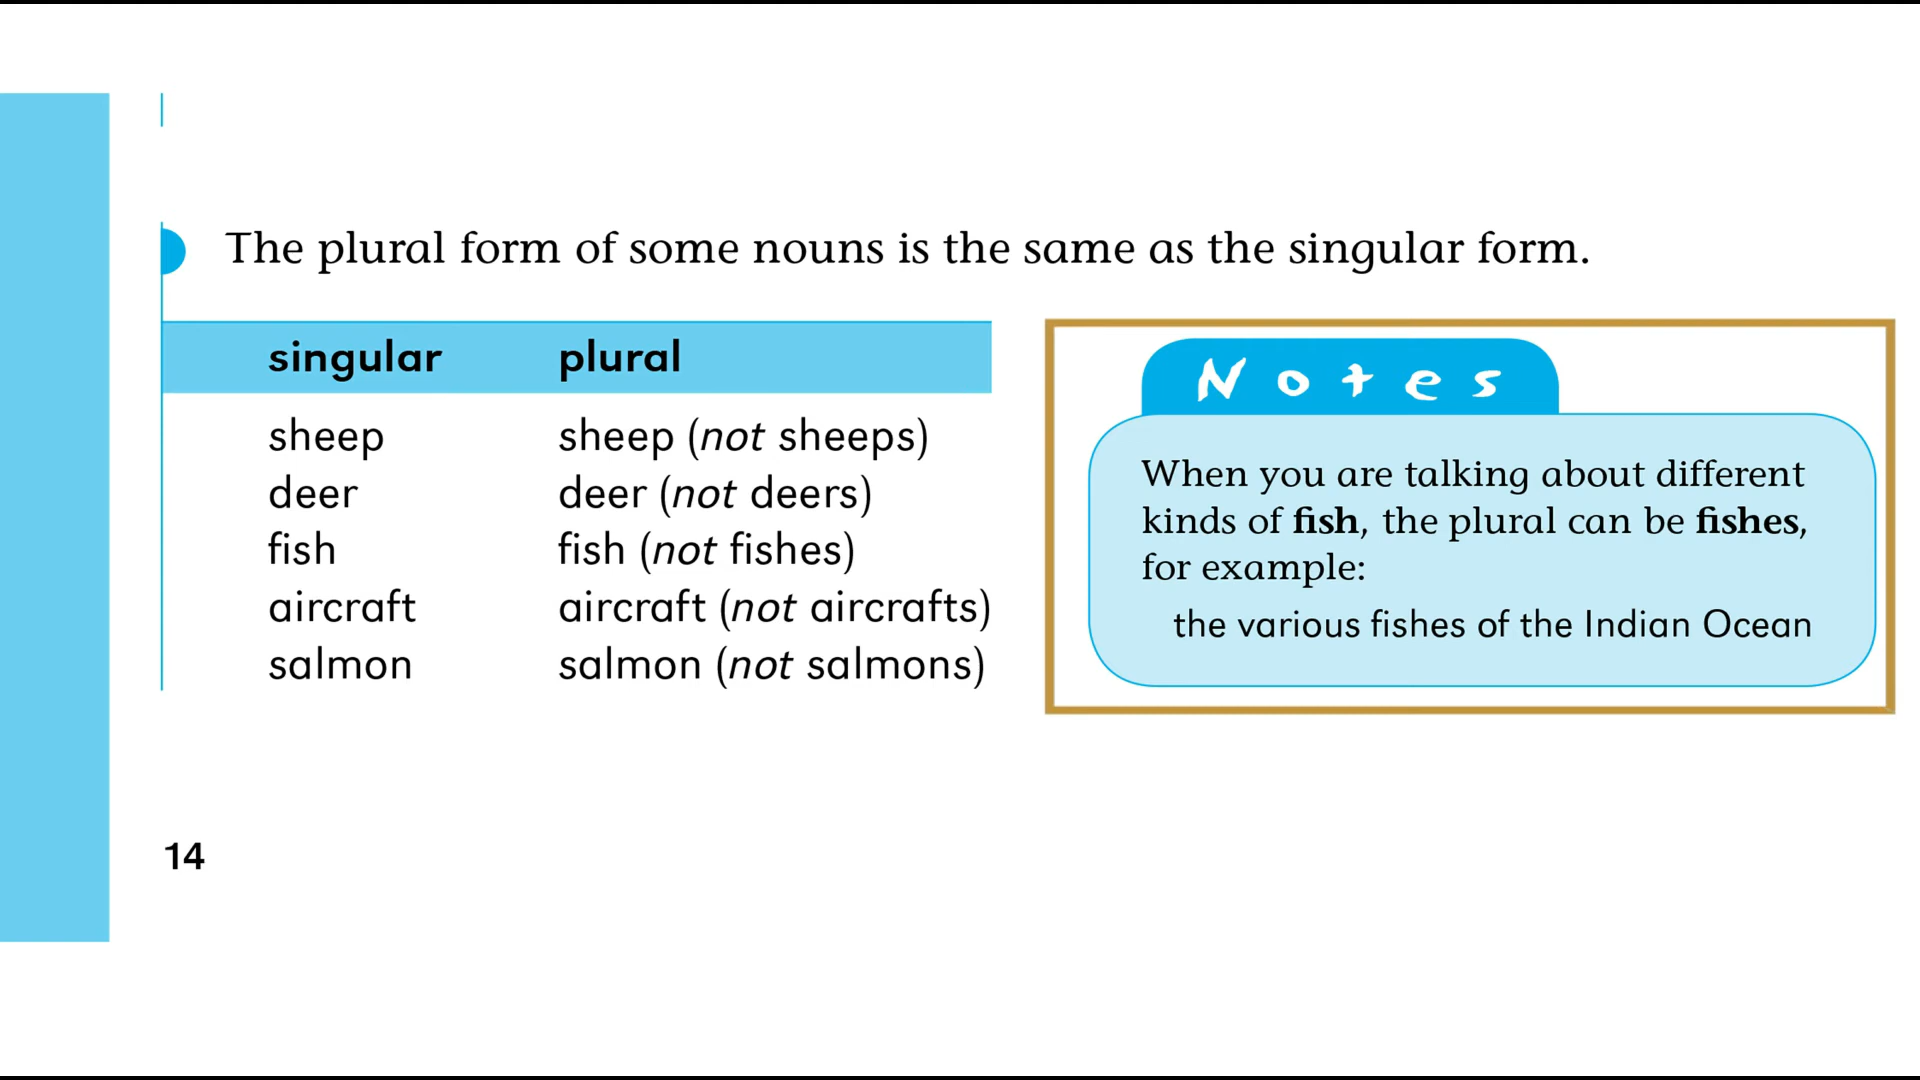 The plural form of some nouns is the same as the singular form.
singular plural
sheep sheep (not sheeps)
deer deer (not deers)
fish fish (not fishes)
aircraft aircraft (not aircrafts)
salmon salmon (not salmons)
Notes
When you are talking about different
kinds of fish, the plural can be fishes,
for example:
the various fishes of the Indian Ocean
14